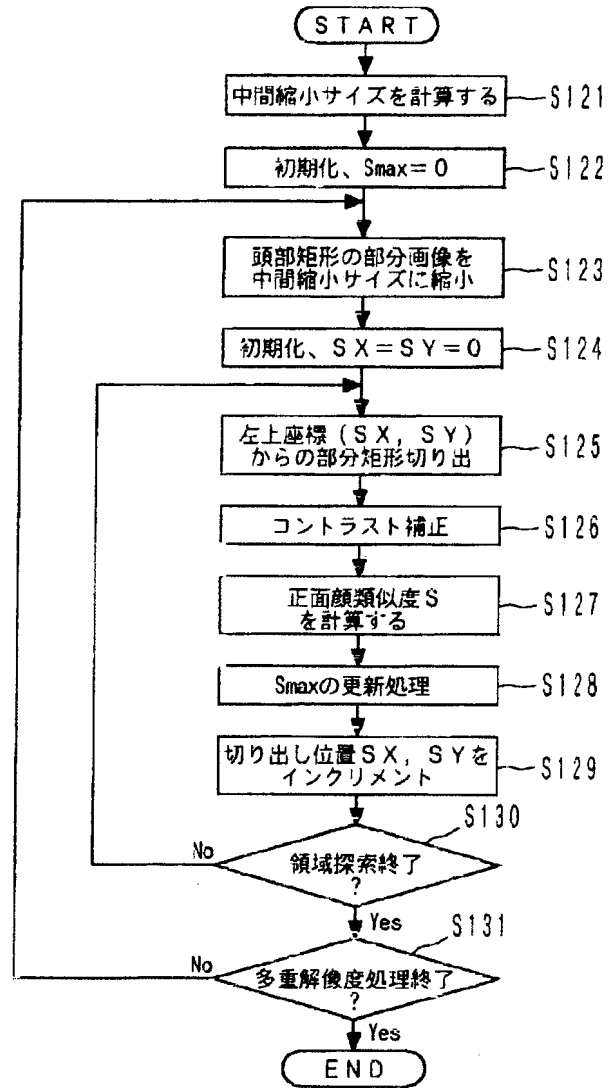 START
中間縮小サイズを計算する
S121
初期化、Smax=0
S122
頭部矩形の部分画像を
中間縮小サイズに縮小
S123
初期化、SX=SY=0
S124
左上座標(SX,SY)
からの部分矩形切り出
S125
コントラスト補正
S126
正面顔類似度S
を計算する
S127
Smaxの更新処理
S128
切り出し位置SX,SYを
インクリメント
S129
S130
No
領域探索終了
?
Yes
S131
No
多重解像度処理終了
?
Yes
END